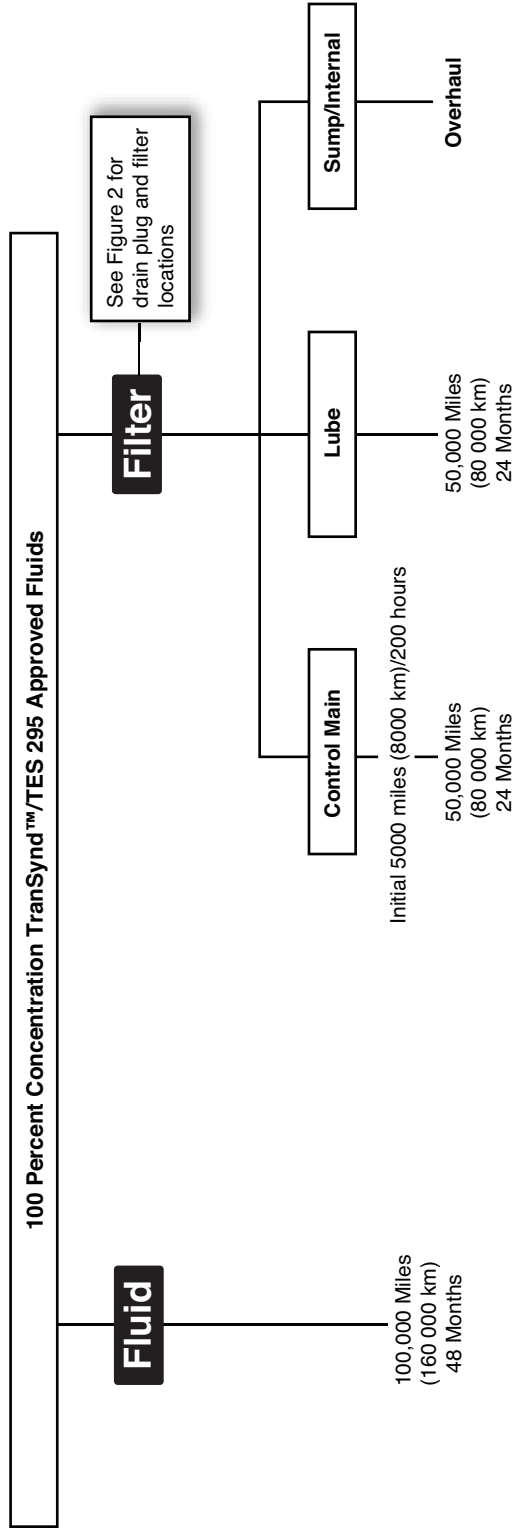 100 Percent Concentration TranSynd™/TES 295 Approved Fluids
Fluid
100,000 Miles
(160 000 km)
48 Months
Filter
See Figure 2 for
drain plug and filter
locations
Control Main
Initial 5000 miles (8000 km)/200 hours
50,000 Miles
(80 000 km)
24 Months
Lube
50,000 Miles
(80 000 km)
24 Months
Sump/Internal
Overhaul